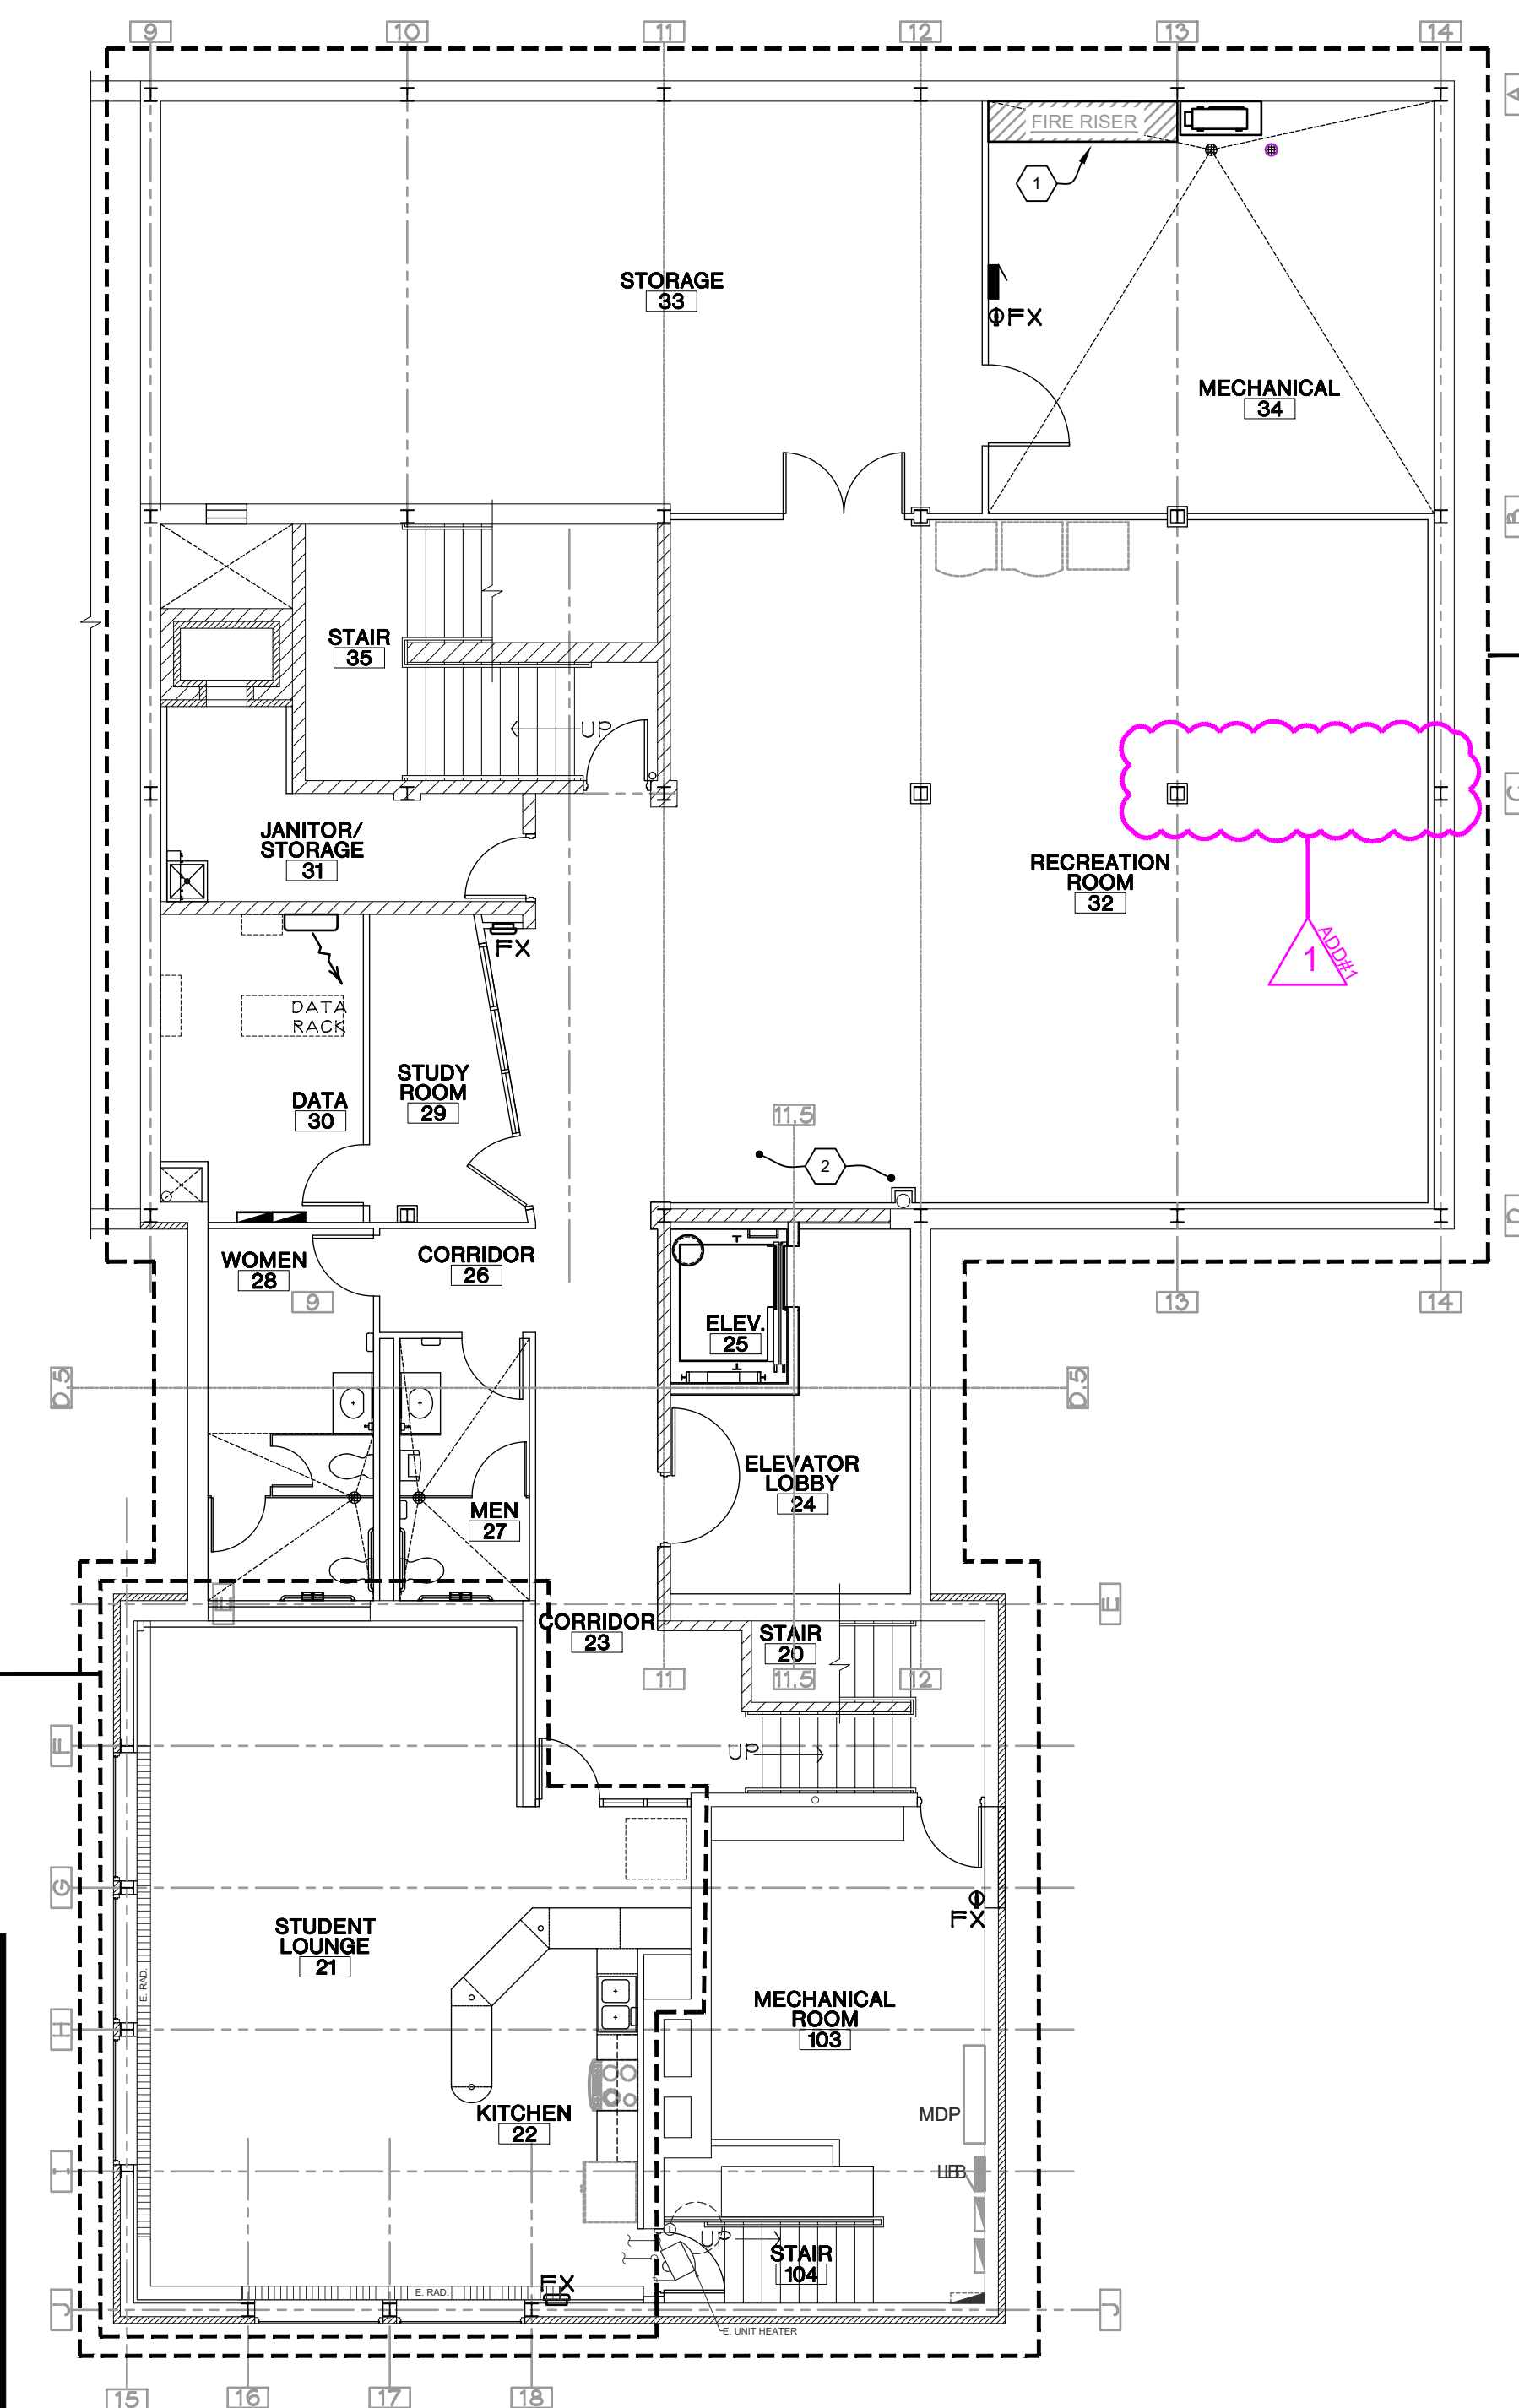 9 10 11 12 13 14
A
FIRE RISER
1
STORAGE
33
FX
MECHANICAL
34
B
STAIR
35
UP
C
JANITOR/
STORAGE
31
RECREATION
ROOM
32
FX
1 ADD#1
DATA
RACK
STUDY
ROOM
29
DATA
30
11.5
2
D
WOMEN
28
CORRIDOR
26
9
13 14
ELEV.
25
D.5 D.5
ELEVATOR
LOBBY
24
MEN
27
E E
CORRIDOR
23
STAIR
20
11 11.5 12
F
UP
G
FX
STUDENT
LOUNGE
21
E. RAD.
MECHANICAL
ROOM
103
H
MDP
KITCHEN
22
I
UP
STAIR
104
FX
E. RAD.
J J
E. UNIT HEATER
15 16 17 18